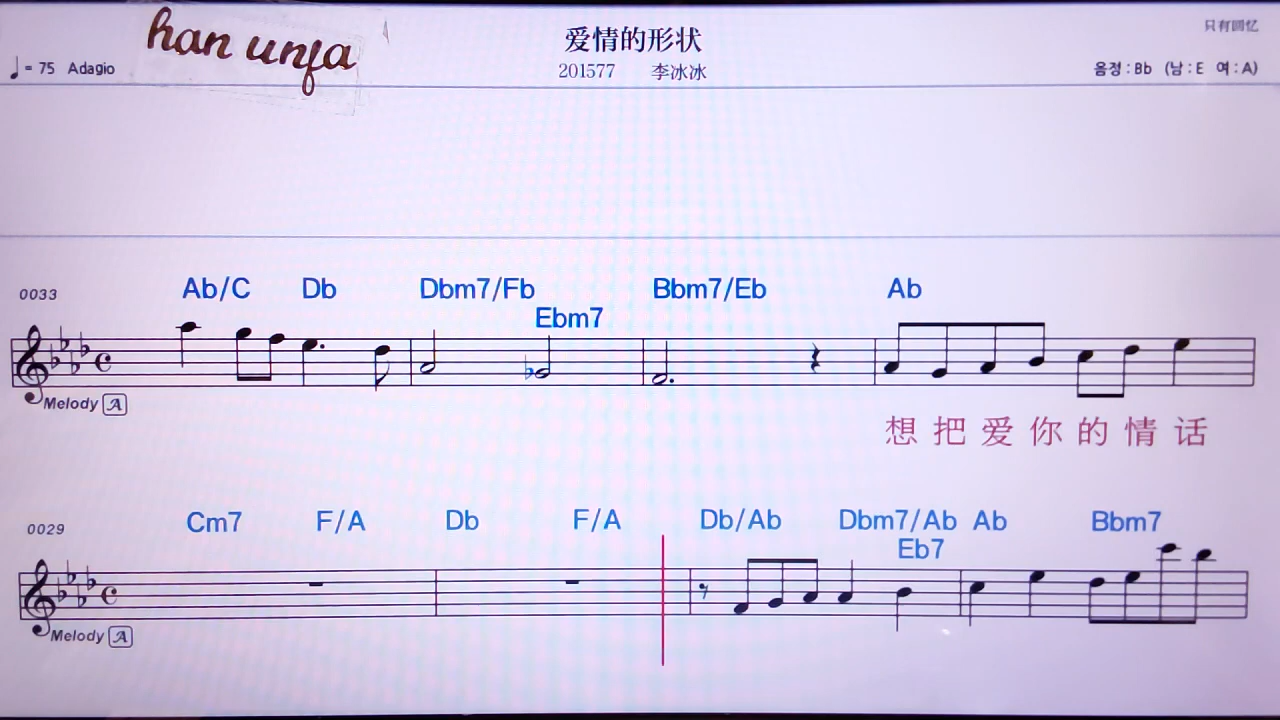 han unja
爱情的形状
只有回忆
♩= 75 Adagio
201577 李冰冰
음정 : Bb (남 : E 여 : A)
0033 Ab/C Db Dbm7/Fb Bbm7/Eb Ab
Ebm7
Melody A
想 把 爱 你 的 情 话
0029 Cm7 F/A Db F/A Db/Ab Dbm7/Ab Ab Bbm7
Eb7
Melody A